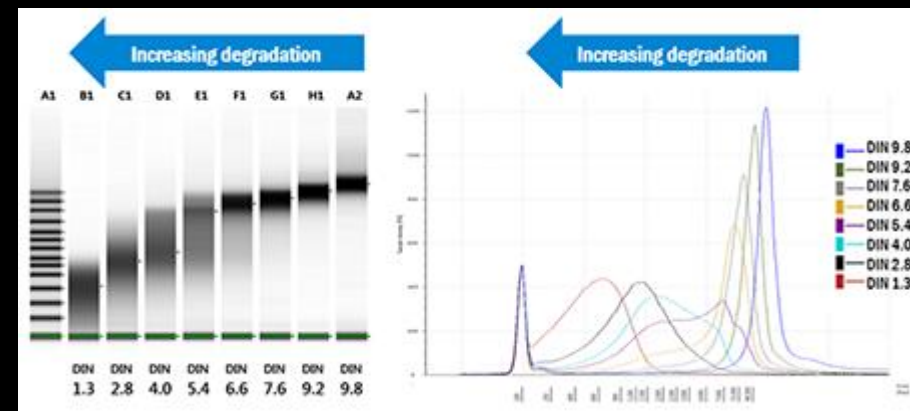 Increasing degradation
A1 B1 C1 D1 E1 F1 G1 H1 A2
DIN DIN DIN DIN DIN DIN DIN DIN
1.3 2.8 4.0 5.4 6.6 7.6 9.2 9.8
Increasing degradation
DIN 9.8
DIN 9.2
DIN 7.6
DIN 6.6
DIN 5.4
DIN 4.0
DIN 2.8
DIN 1.3